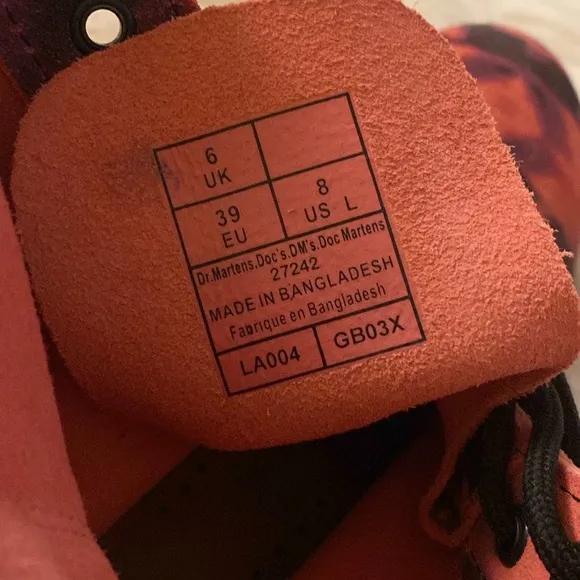 6
UK
39
EU
8
US L
Dr.Martens.Doc's.DM's.Doc Martens
27242
MADE IN BANGLADESH
Fabrique en Bangladesh
LA004
GB03X